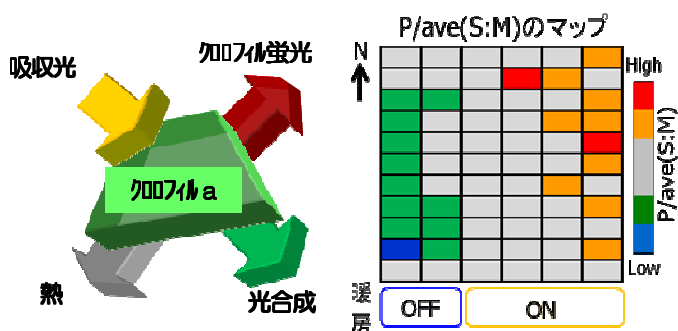 吸収光
クロロフィル蛍光
クロロフィルa
熱
光合成
P/ave(S:M)のマップ
N
High
P/ave(S:M)
Low
暖房
OFF
ON